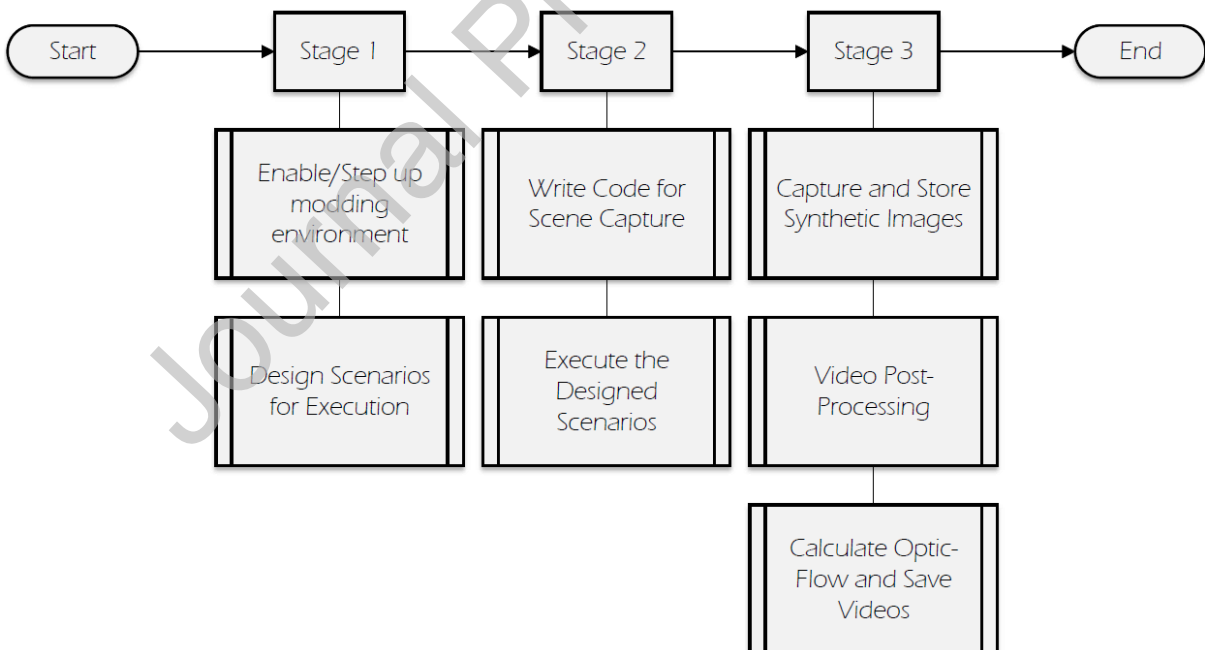 Start
Stage 1
Stage 2
Stage 3
End
Enable/Step up
modding
environment
Design Scenarios
for Execution
Write Code for
Scene Capture
Execute the
Designed
Scenarios
Capture and Store
Synthetic Images
Video Post-
Processing
Calculate Optic-
Flow and Save
Videos
Journal Pr